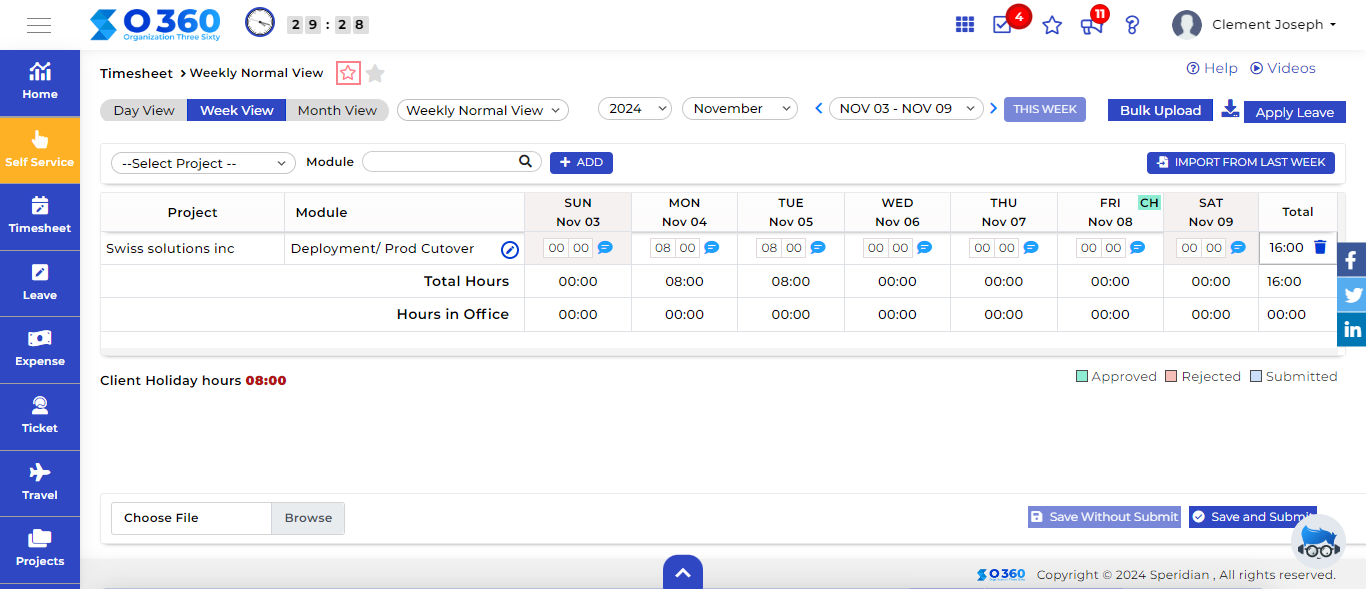 O 360
Organization Three Sixty
29:28
4
11
Clement Joseph
Home
Self Service
Timesheet
Leave
Expense
Ticket
Travel
Projects
Timesheet > Weekly Normal View
Help
Videos
Day View
Week View
Month View
Weekly Normal View
2024
November
NOV 03 - NOV 09
THIS WEEK
Bulk Upload
Apply Leave
--Select Project --
Module
+ ADD
IMPORT FROM LAST WEEK
Project Module SUN Nov 03 MON Nov 04 TUE Nov 05 WED Nov 06 THU Nov 07 FRI Nov 08 CH SAT Nov 09 Total
Swiss solutions inc Deployment/ Prod Cutover 00 00 08 00 08 00 00 00 00 00 00 00 00 00 16:00
Total Hours 00:00 08:00 08:00 00:00 00:00 00:00 00:00 16:00
Hours in Office 00:00 00:00 00:00 00:00 00:00 00:00 00:00 00:00
Client Holiday hours 08:00
Approved Rejected Submitted
Choose File Browse
Save Without Submit
Save and Submit
O 360 Copyright © 2024 Speridian , All rights reserved.